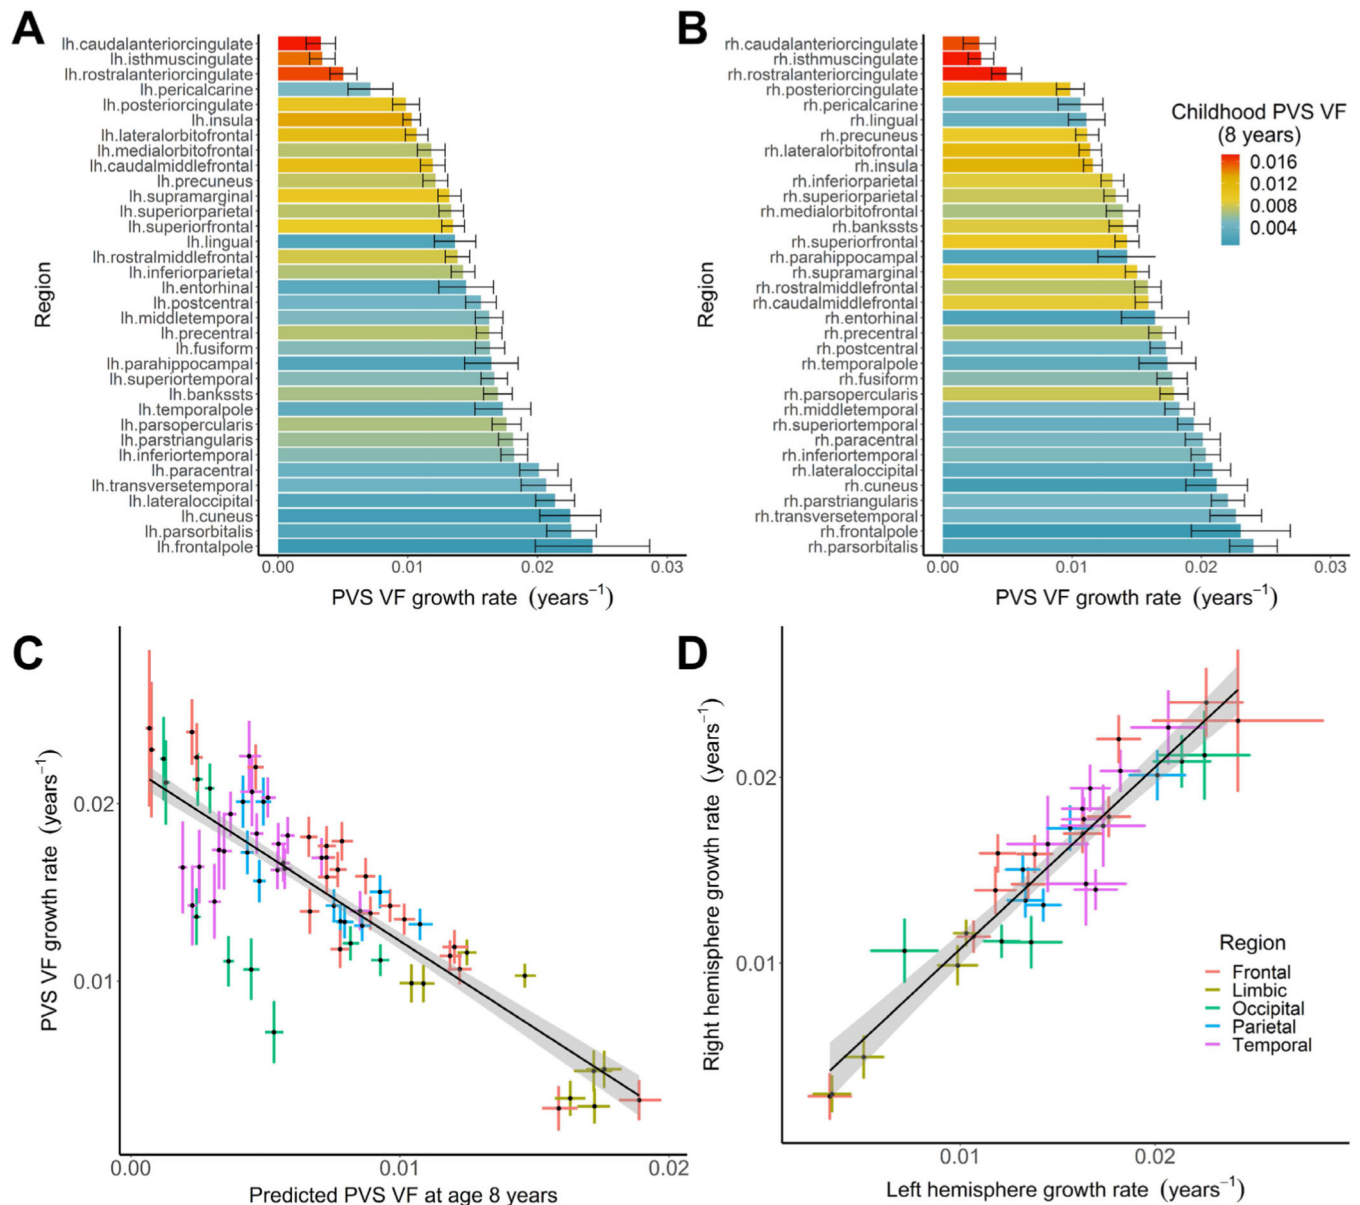 A
lh.caudalanteriorcingulate
lh.isthmuscingulate
lh.rostralanteriorcingulate
lh.pericalcarine
lh.posteriorcingulate
lh.insula
lh.lateralorbitofrontal
lh.medialorbitofrontal
lh.caudalmiddlefrontal
lh.precuneus
lh.supramarginal
lh.superiorparietal
lh.superiorfrontal
lh.lingual
lh.rostralmiddlefrontal
lh.inferiorparietal
lh.entorhinal
lh.postcentral
lh.middletemporal
lh.precentral
lh.fusiform
lh.parahippocampal
lh.superiortemporal
lh.bankssts
lh.temporalpole
lh.parsopercularis
lh.parstriangularis
lh.inferiortemporal
lh.paracentral
lh.transversetemporal
lh.lateraloccipital
lh.cuneus
lh.parsorbitalis
lh.frontalpole
Region
0.00 0.01 0.02 0.03
PVS VF growth rate (years⁻¹)
B
rh.caudalanteriorcingulate
rh.isthmuscingulate
rh.rostralanteriorcingulate
rh.posteriorcingulate
rh.pericalcarine
rh.lingual
rh.precuneus
rh.lateralorbitofrontal
rh.insula
rh.inferiorparietal
rh.superiorparietal
rh.medialorbitofrontal
rh.bankssts
rh.superiorfrontal
rh.parahippocampal
rh.supramarginal
rh.rostralmiddlefrontal
rh.caudalmiddlefrontal
rh.entorhinal
rh.precentral
rh.postcentral
rh.temporalpole
rh.fusiform
rh.parsopercularis
rh.middletemporal
rh.superiortemporal
rh.paracentral
rh.inferiortemporal
rh.lateraloccipital
rh.cuneus
rh.parstriangularis
rh.transversetemporal
rh.frontalpole
rh.parsorbitalis
Region
0.00 0.01 0.02 0.03
PVS VF growth rate (years⁻¹)
Childhood PVS VF
(8 years)
0.016
0.012
0.008
0.004
C
PVS VF growth rate (years⁻¹)
0.02
0.01
0.00 0.01 0.02
Predicted PVS VF at age 8 years
D
Right hemisphere growth rate (years⁻¹)
0.02
0.01
0.01 0.02
Left hemisphere growth rate (years⁻¹)
Region
Frontal
Limbic
Occipital
Parietal
Temporal